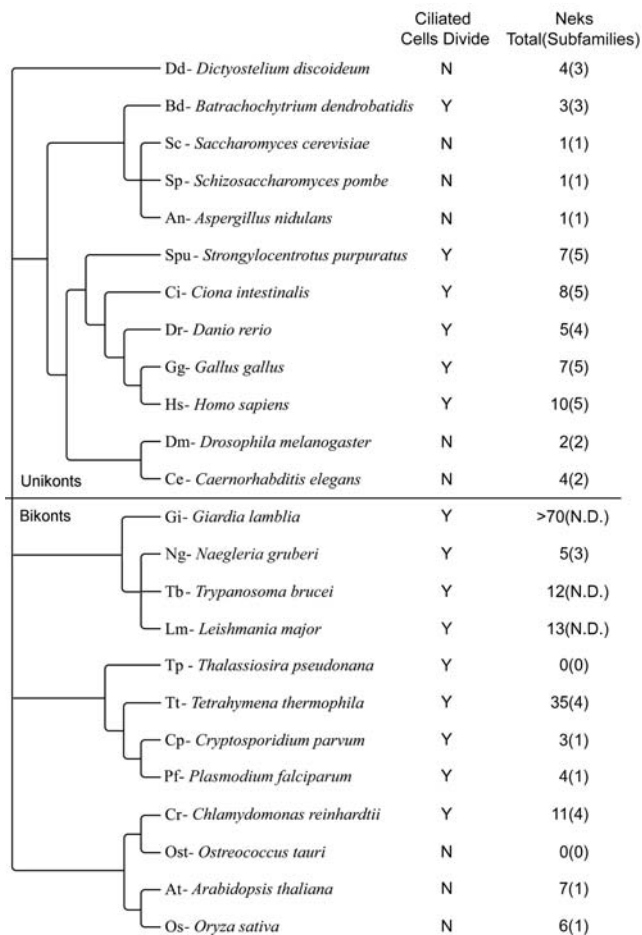 Ciliated Neks
Cells Divide Total(Subfamilies)
Dd- Dictyostelium discoideum N 4(3)
Bd- Batrachochytrium dendrobatidis Y 3(3)
Sc- Saccharomyces cerevisiae N 1(1)
Sp- Schizosaccharomyces pombe N 1(1)
An- Aspergillus nidulans N 1(1)
Spu- Strongylocentrotus purpuratus Y 7(5)
Ci- Ciona intestinalis Y 8(5)
Dr- Danio rerio Y 5(4)
Gg- Gallus gallus Y 7(5)
Hs- Homo sapiens Y 10(5)
Dm- Drosophila melanogaster N 2(2)
Ce- Caernorhabditis elegans N 4(2)
Unikonts
Bikonts
Gi- Giardia lamblia Y >70(N.D.)
Ng- Naegleria gruberi Y 5(3)
Tb- Trypanosoma brucei Y 12(N.D.)
Lm- Leishmania major Y 13(N.D.)
Tp - Thalassiosira pseudonana Y 0(0)
Tt- Tetrahymena thermophila Y 35(4)
Cp- Cryptosporidium parvum Y 3(1)
Pf- Plasmodium falciparum Y 4(1)
Cr- Chlamydomonas reinhardtii Y 11(4)
Ost- Ostreococcus tauri N 0(0)
At- Arabidopsis thaliana N 7(1)
Os- Oryza sativa N 6(1)